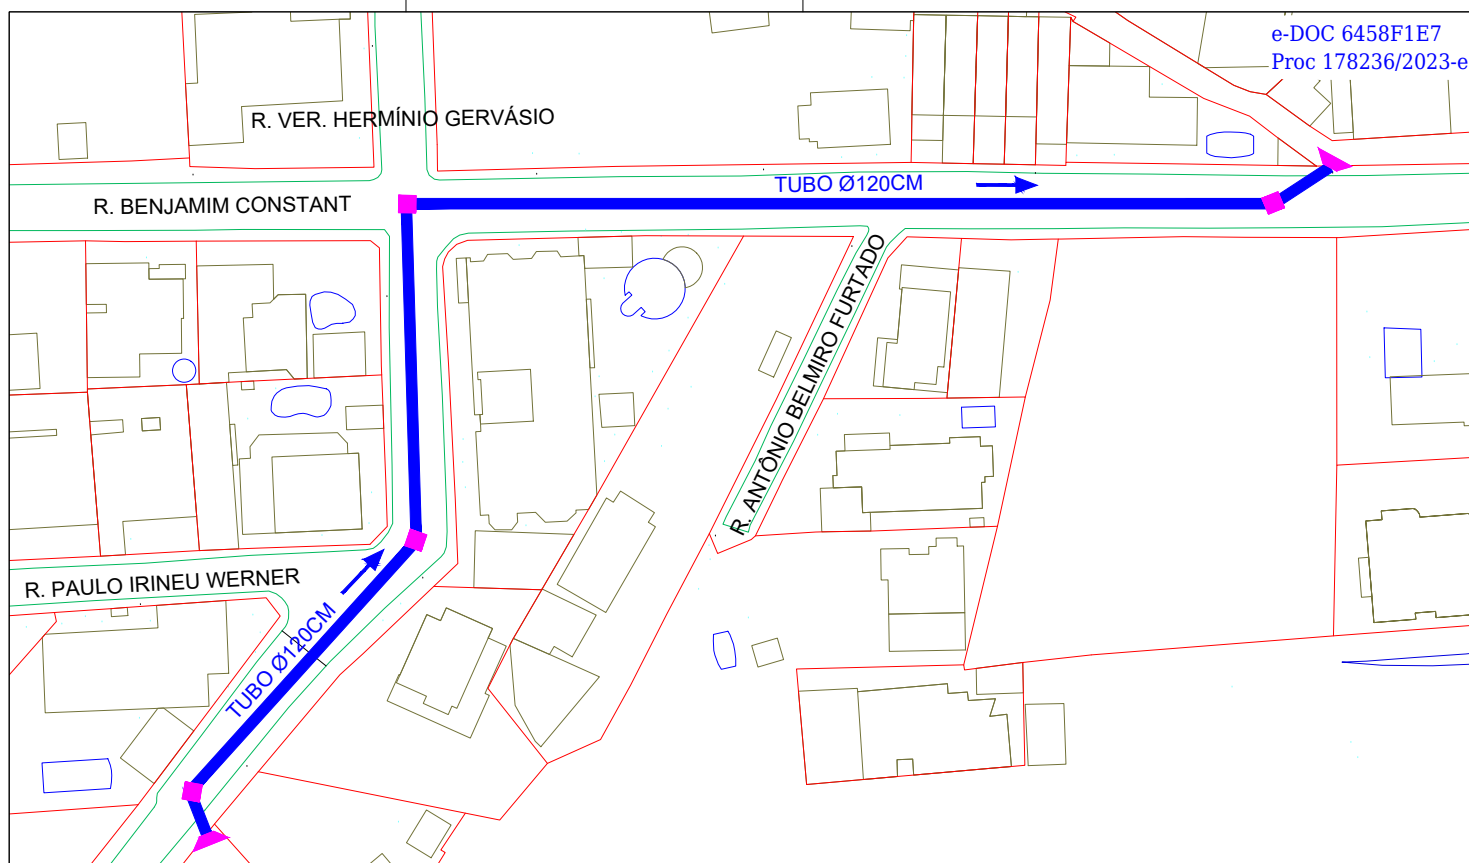 e-DOC 6458F1E7
Proc 178236/2023-e
R. VER. HERMÍNIO GERVÁSIO
TUBO Ø120CM
R. BENJAMIM CONSTANT
R. ANTÔNIO BELMIRO FURTADO
R. PAULO IRINEU WERNER
TUBO Ø120CM